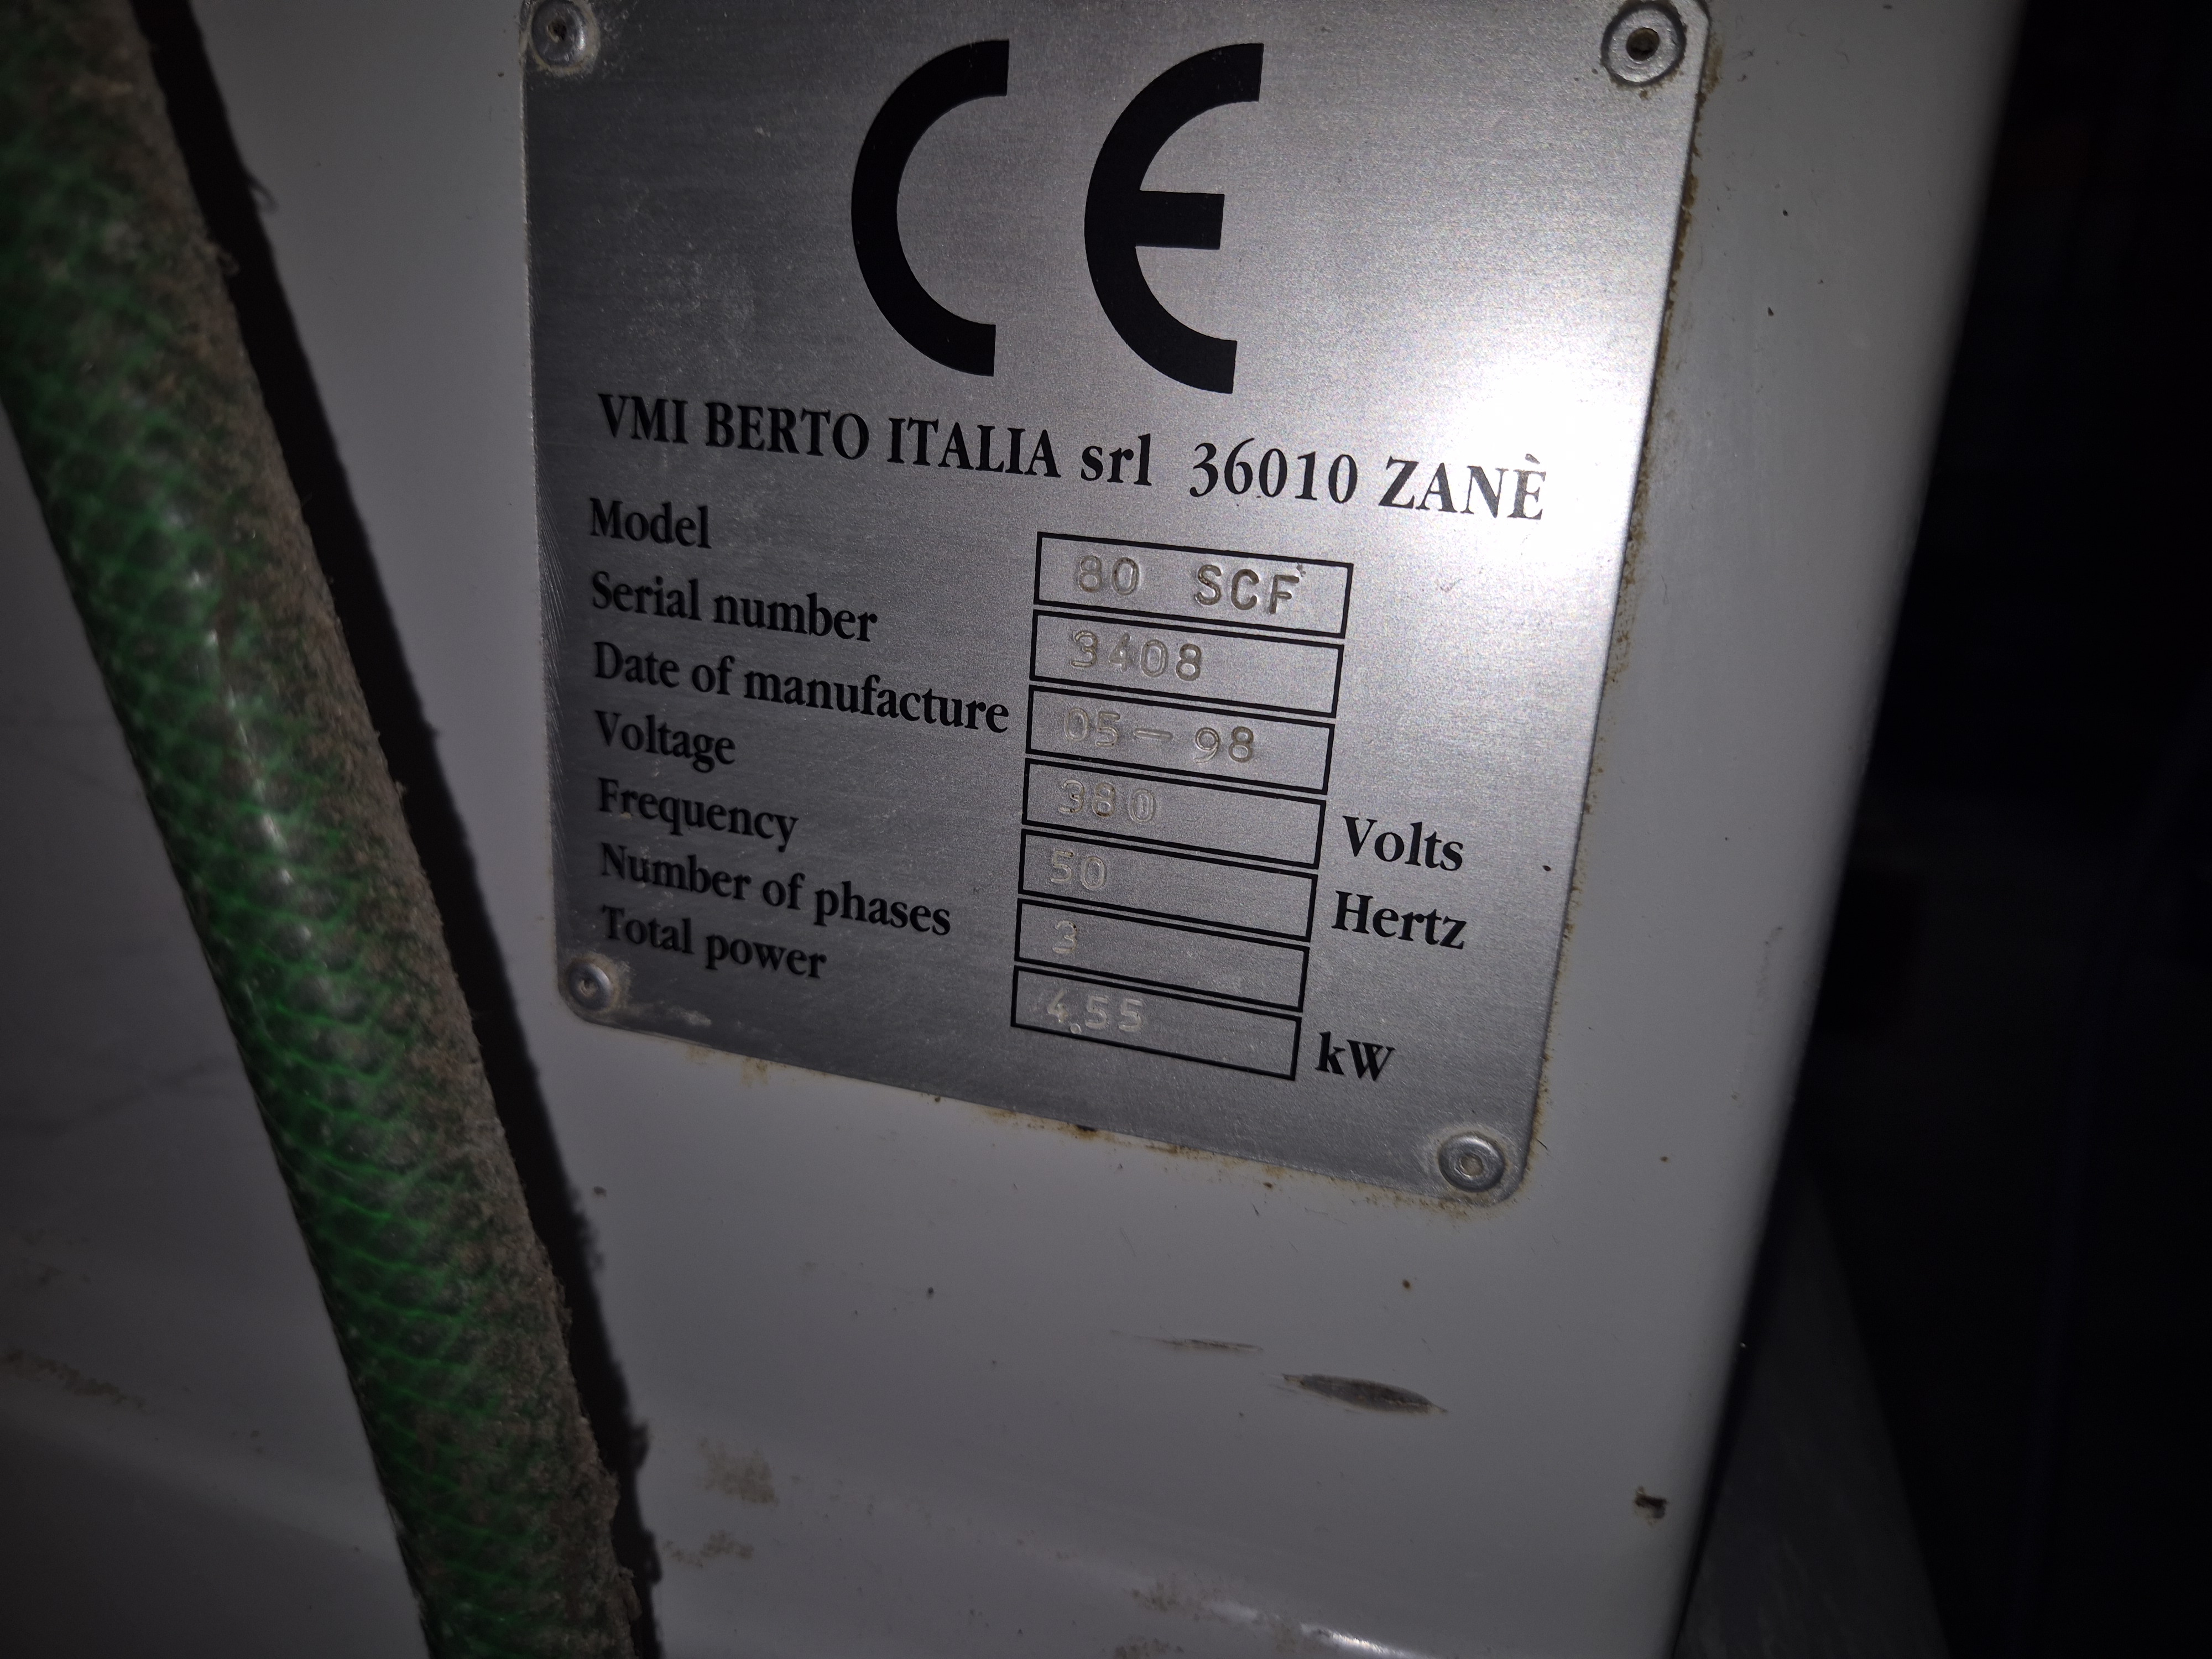 CE
VMI BERTO ITALIA srl 36010 ZANÈ
Model 80 SCF
Serial number 3408
Date of manufacture 05-98
Voltage 380 Volts
Frequency 50 Hertz
Number of phases 3
Total power 4.55 kW